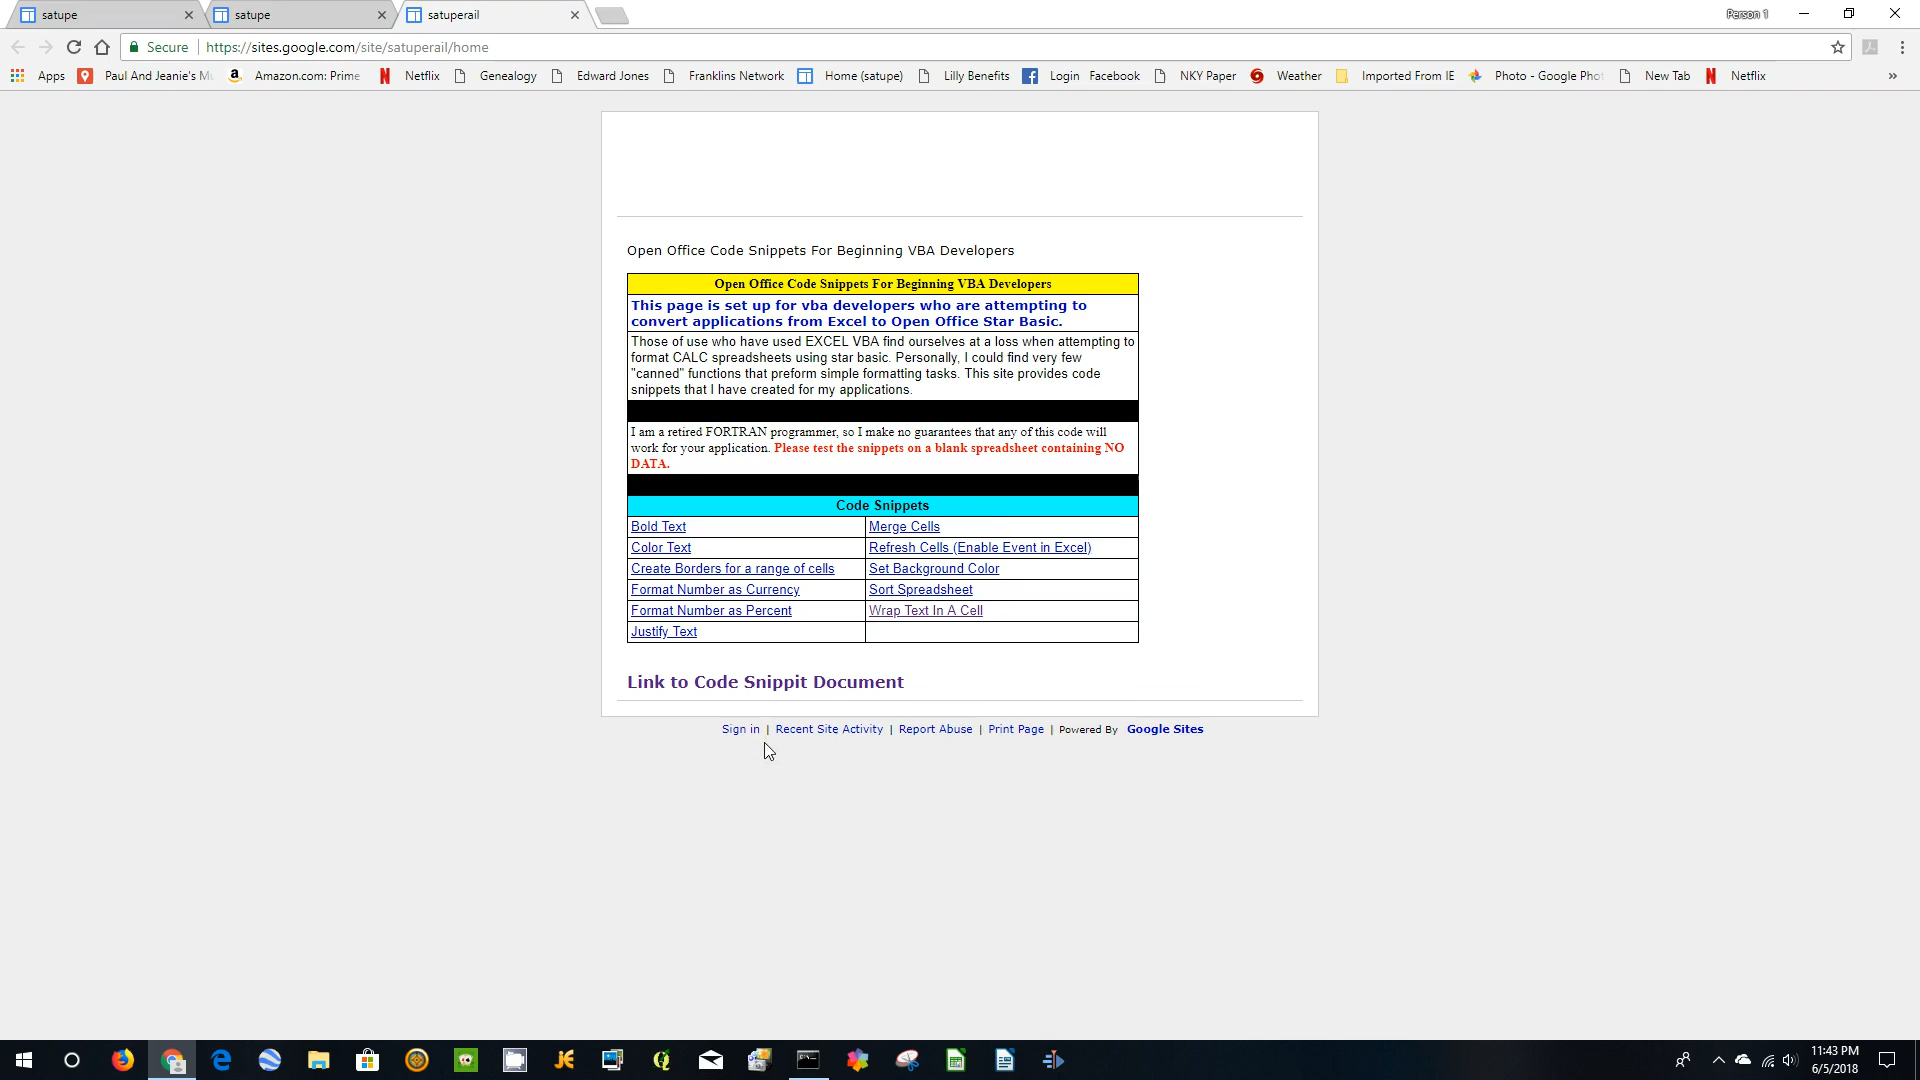 satupe
satupe
satuperail
Person 1
Secure
https://sites.google.com/site/satuperail/home
Apps
Paul And Jeanie's M
Amazon.com: Prime
Netflix
Genealogy
Edward Jones
Franklins Network
Home (satupe)
Lilly Benefits
Login Facebook
NKY Paper
Weather
Imported From IE
Photo - Google Phot
New Tab
Netflix
»
Open Office Code Snippets For Beginning VBA Developers
Open Office Code Snippets For Beginning VBA Developers
This page is set up for vba developers who are attempting to
convert applications from Excel to Open Office Star Basic.
Those of use who have used EXCEL VBA find ourselves at a loss when attempting to
format CALC spreadsheets using star basic. Personally, I could find very few
"canned" functions that preform simple formatting tasks. This site provides code
snippets that I have created for my applications.
I am a retired FORTRAN programmer, so I make no guarantees that any of this code will
work for your application. Please test the snippets on a blank spreadsheet containing NO
DATA.
Code Snippets
Bold Text
Merge Cells
Color Text
Refresh Cells (Enable Event in Excel)
Create Borders for a range of cells
Set Background Color
Format Number as Currency
Sort Spreadsheet
Format Number as Percent
Wrap Text In A Cell
Justify Text
Link to Code Snippit Document
Sign in | Recent Site Activity | Report Abuse | Print Page | Powered By Google Sites
11:43 PM
6/5/2018